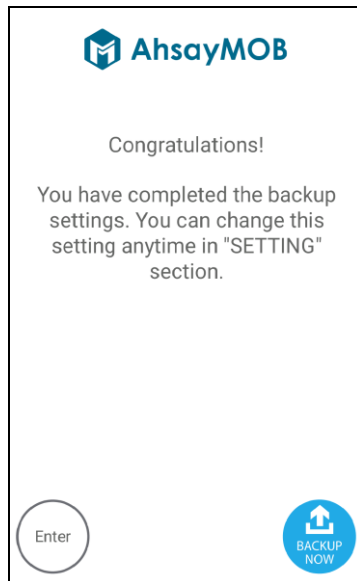 AhsayMOB
Congratulations!
You have completed the backup
settings. You can change this
setting anytime in "SETTING"
section.
Enter
BACKUP
NOW